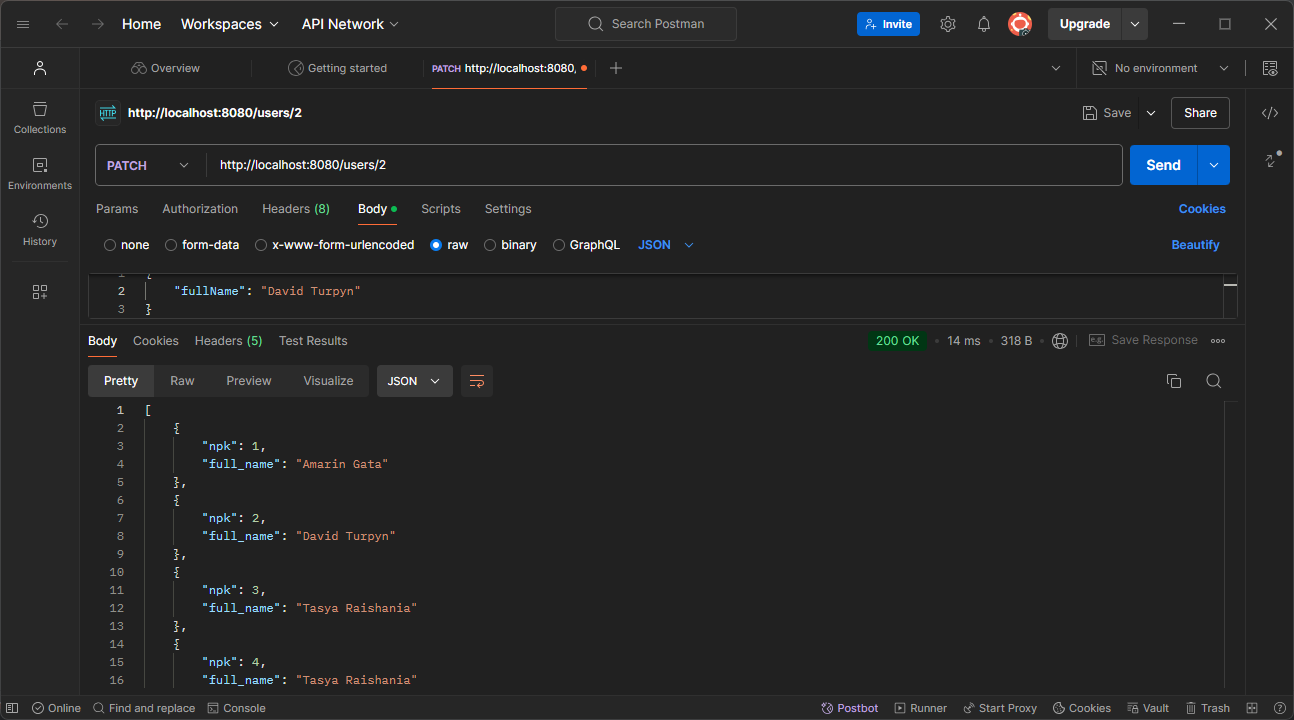 Home Workspaces API Network Search Postman Invite Upgrade
Overview Getting started PATCH http://localhost:8080, No environment
HTTP http://localhost:8080/users/2 Save Share
Collections
PATCH http://localhost:8080/users/2 Send
Environments
Params Authorization Headers (8) Body Scripts Settings Cookies
History
none form-data x-www-form-urlencoded raw binary GraphQL JSON Beautify
2 "fullName": "David Turpyn"
3 }
Body Cookies Headers (5) Test Results 200 OK 14 ms 318 B e.g. Save Response
Pretty Raw Preview Visualize JSON
1 [
2 {
3 "npk": 1,
4 "full_name": "Amarin Gata"
5 },
6 {
7 "npk": 2,
8 "full_name": "David Turpyn"
9 },
10 {
11 "npk": 3,
12 "full_name": "Tasya Raishania"
13 },
14 {
15 "npk": 4,
16 "full_name": "Tasya Raishania"
Online Find and replace Console Postbot Runner Start Proxy Cookies Vault Trash